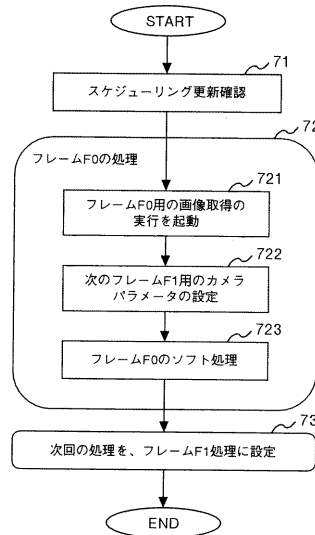 START
71
スケジューリング更新確認
72
フレームF0の処理
721
フレームF0用の画像取得の
実行を起動
722
次のフレームF1用のカメラ
パラメータの設定
723
フレームF0のソフト処理
73
次回の処理を、フレームF1処理に設定
END